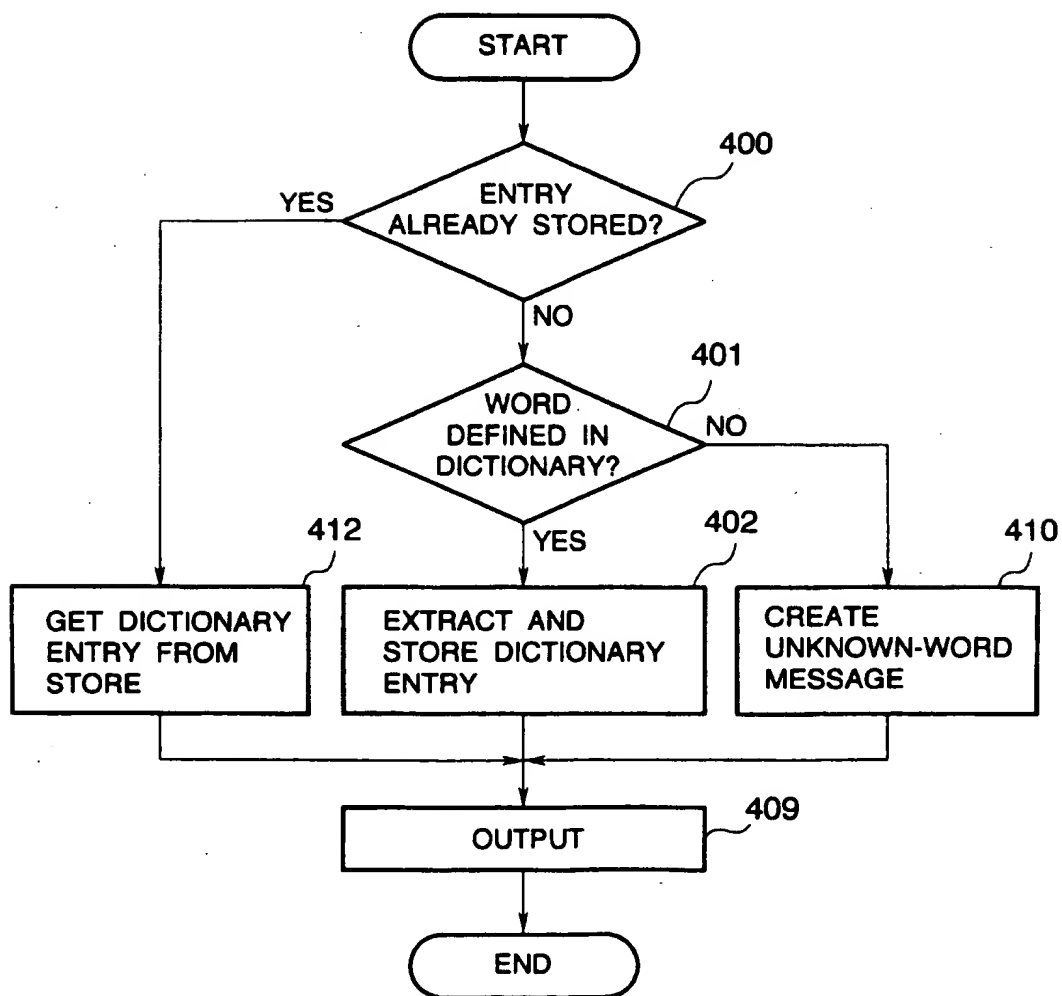 START
400
YES
ENTRY
ALREADY STORED?
NO
401
WORD
DEFINED IN
DICTIONARY?
NO
YES
412
402
410
GET DICTIONARY
ENTRY FROM
STORE
EXTRACT AND
STORE DICTIONARY
ENTRY
CREATE
UNKNOWN-WORD
MESSAGE
409
OUTPUT
END